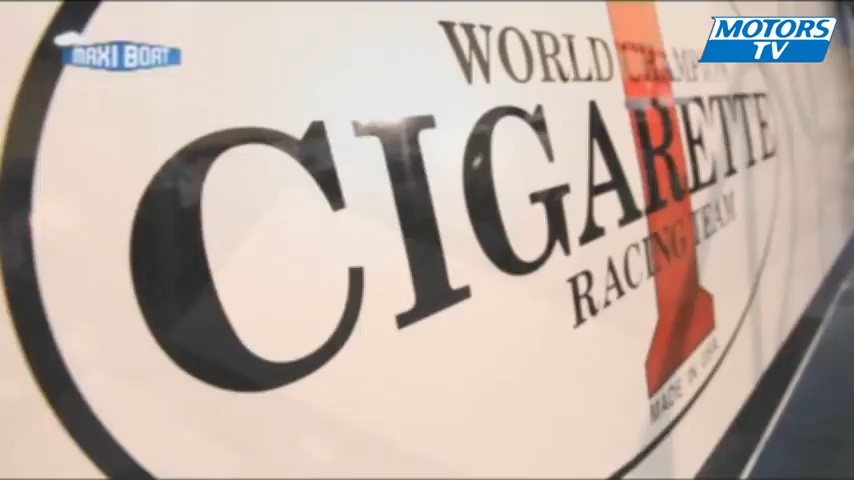 MAXI BOAT
MOTORS
TV
WORLD CHAMPION
CIGARETTE
RACING TEAM
MADE IN USA